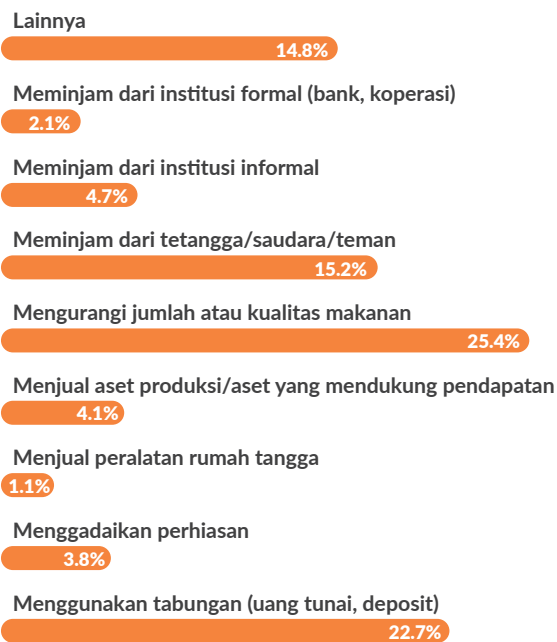 Lainnya
14.8%
Meminjam dari institusi formal (bank, koperasi)
2.1%
Meminjam dari institusi informal
4.7%
Meminjam dari tetangga/saudara/teman
15.2%
Mengurangi jumlah atau kualitas makanan
25.4%
Menjual aset produksi/aset yang mendukung pendapatan
4.1%
Menjual peralatan rumah tangga
1.1%
Menggadaikan perhiasan
3.8%
Menggunakan tabungan (uang tunai, deposit)
22.7%